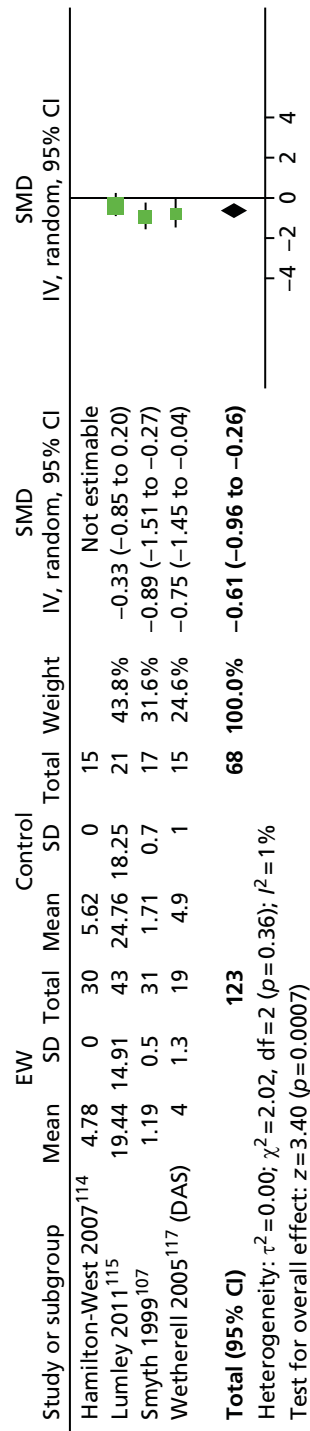 EW Control SMD SMD
Study or subgroup Mean SD Total Mean SD Total Weight IV, random, 95% CI IV, random, 95% CI
Hamilton-West 2007114 4.78 0 30 5.62 0 15 Not estimable
Lumley 2011115 19.44 14.91 43 24.76 18.25 21 43.8% −0.33 (−0.85 to 0.20)
Smyth 1999107 1.19 0.5 31 1.71 0.7 17 31.6% −0.89 (−1.51 to −0.27)
Wetherell 2005117 (DAS) 4 1.3 19 4.9 1 15 24.6% −0.75 (−1.45 to −0.04)
Total (95% CI) 123 68 100.0% −0.61 (−0.96 to −0.26)
Heterogeneity: τ2=0.00; χ2=2.02, df=2 (p=0.36); I2=1%
Test for overall effect: z=3.40 (p=0.0007)
−4 −2 0 2 4